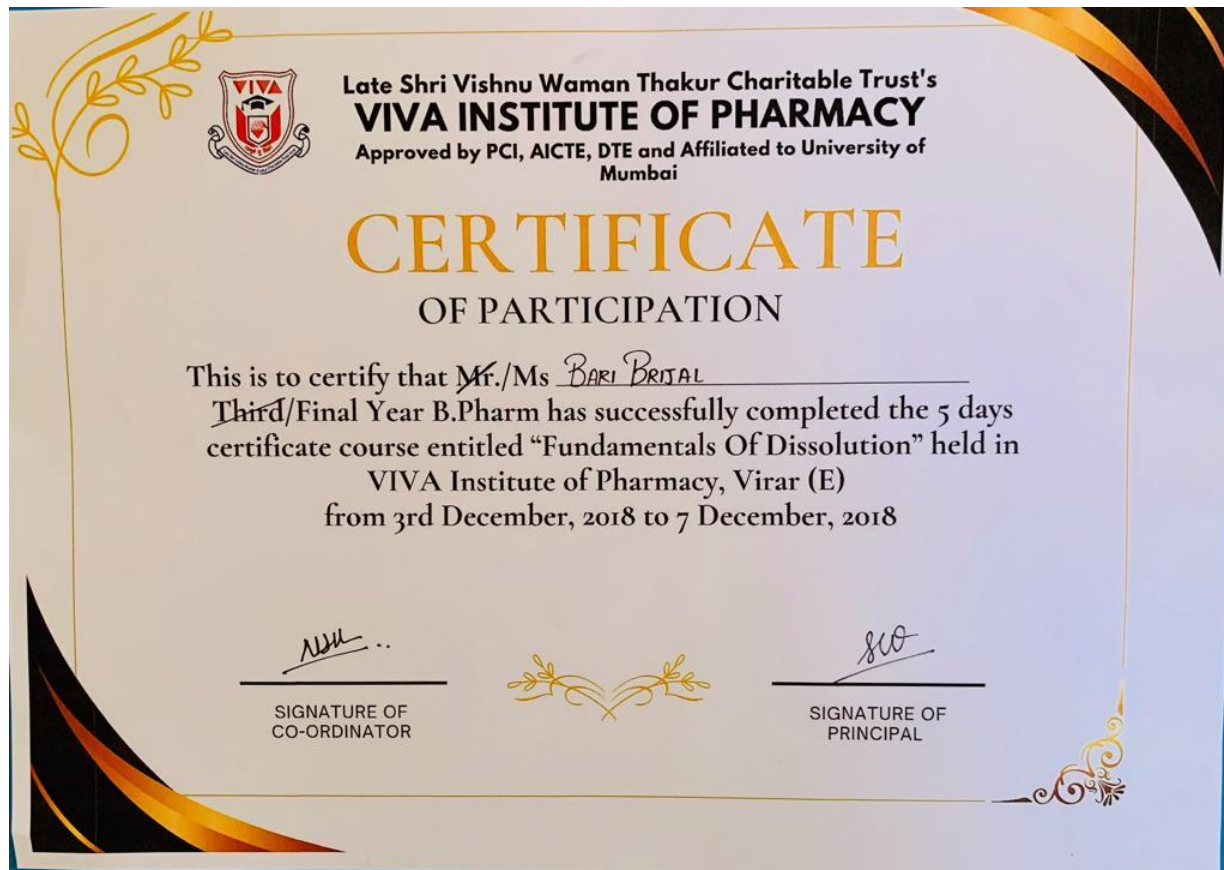 VIVA
Late Shri Vishnu Waman Thakur Charitable Trust's
VIVA INSTITUTE OF PHARMACY
Approved by PCI, AICTE, DTE and Affiliated to University of
Mumbai
CERTIFICATE
OF PARTICIPATION
This is to certify that Mr./Ms BARI BRIJAL
Third/Final Year B.Pharm has successfully completed the 5 days
certificate course entitled “Fundamentals Of Dissolution” held in
VIVA Institute of Pharmacy, Virar (E)
from 3rd December, 2018 to 7 December, 2018
SIGNATURE OF
CO-ORDINATOR
SIGNATURE OF
PRINCIPAL